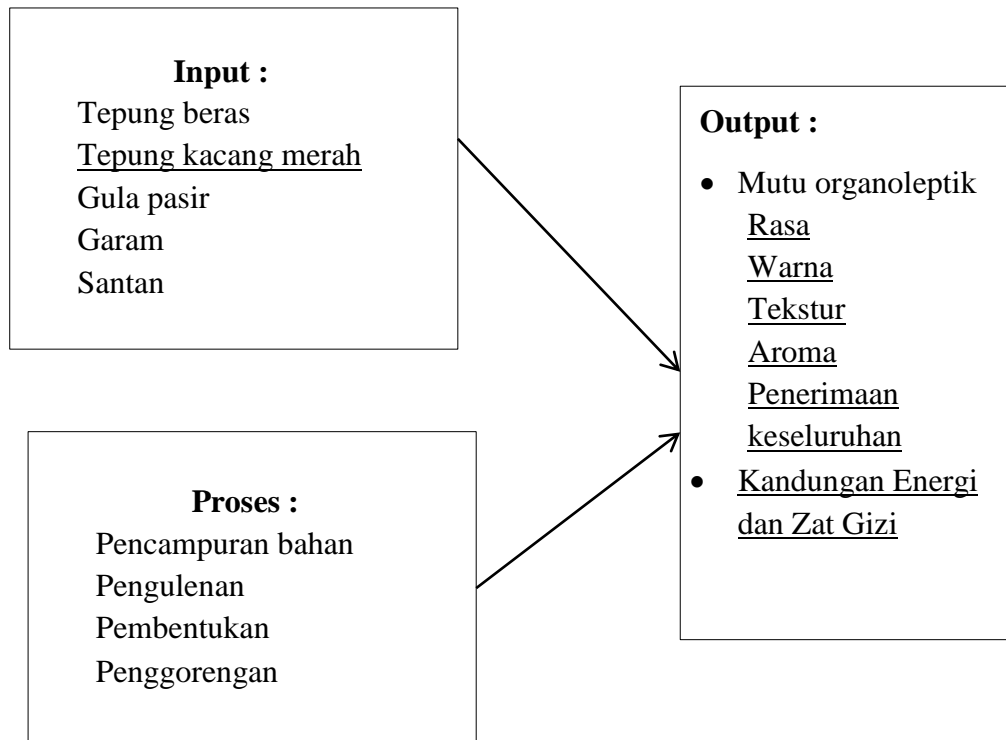 Input :
Tepung beras
Tepung kacang merah
Gula pasir
Garam
Santan
Proses :
Pencampuran bahan
Pengulenan
Pembentukan
Penggorengan
Output :
• Mutu organoleptik
Rasa
Warna
Tekstur
Aroma
Penerimaan
keseluruhan
• Kandungan Energi
dan Zat Gizi